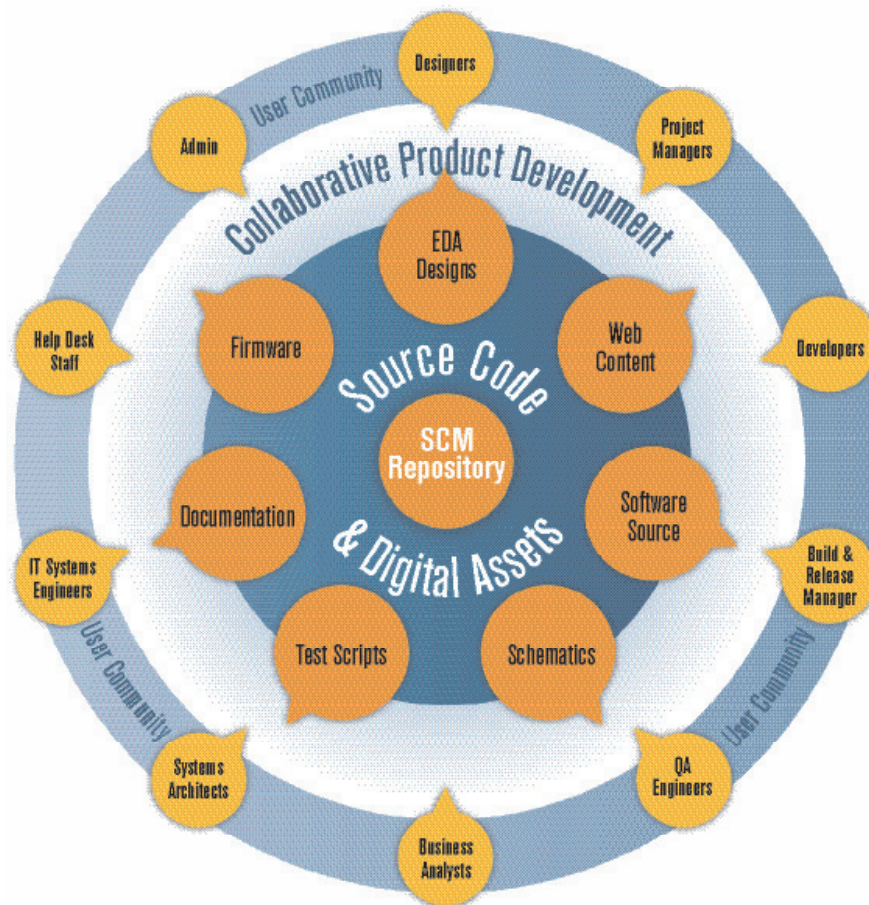 Designers
User Community
Admin
Project
Managers
Collaborative Product Development
EDA
Designs
Firmware
Web
Content
Help Desk
Staff
Developers
Source Code
SCM
Repository
& Digital Assets
Documentation
Software
Source
IT Systems
Engineers
Build &
Release
Manager
Test Scripts
Schematics
User Community
User Community
Systems
Architects
QA
Engineers
Business
Analysts